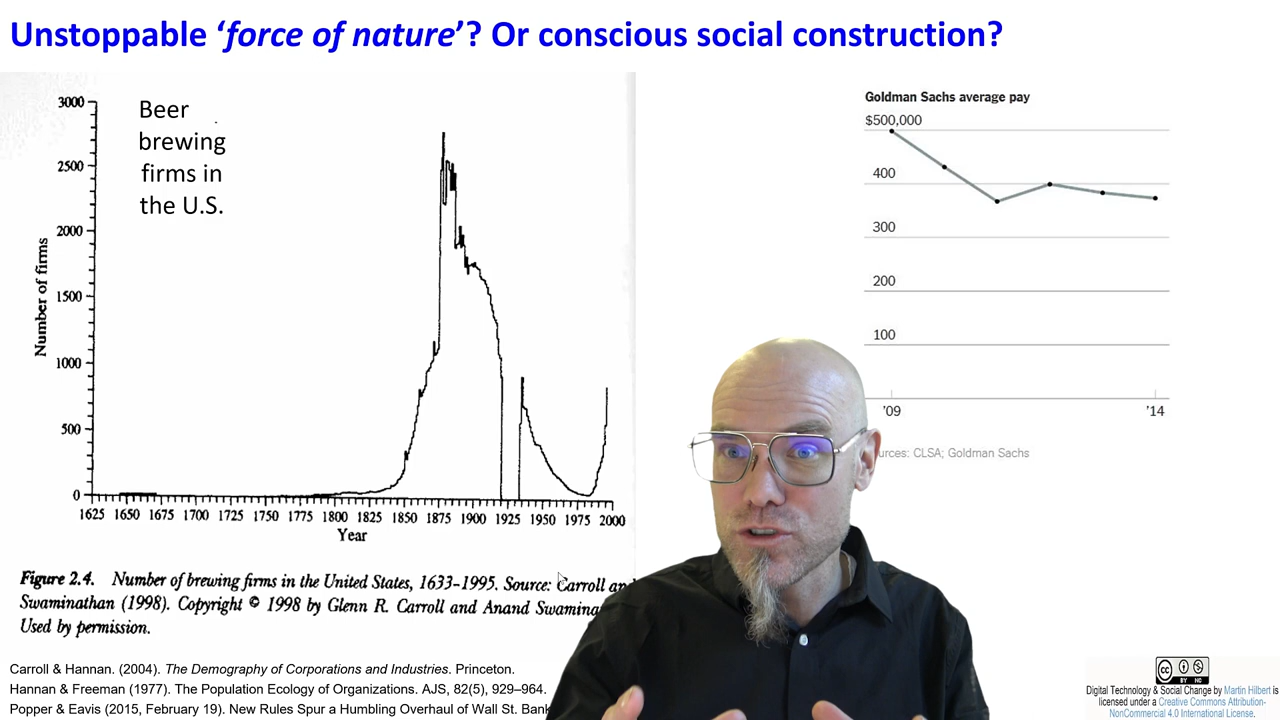 Unstoppable ‘force of nature’? Or conscious social construction?
Beer
brewing
firms in
the U.S.
3000
2500
2000
1500
1000
500
0
Number of firms
1625 1650 1675 1700 1725 1750 1775 1800 1825 1850 1875 1900 1925 1950 1975 2000
Year
Figure 2.4. Number of brewing firms in the United States, 1633–1995. Source: Carroll and
Swaminathan (1998). Copyright © 1998 by Glenn R. Carroll and Anand
Used by permission.
Carroll & Hannan. (2004). The Demography of Corporations and Industries. Princeton.
Hannan & Freeman (1977). The Population Ecology of Organizations. AJS, 82(5), 929–964.
Popper & Eavis (2015, February 19). New Rules Spur a Humbling Overhaul of Wall St.
Goldman Sachs average pay
$500,000
400
300
200
100
’09 ’14
CLSA; Goldman Sachs
CC BY NC
Digital Technology & Social Change by Martin Hilbert is
licensed under a Creative Commons Attribution-
NonCommercial 4.0 International License.